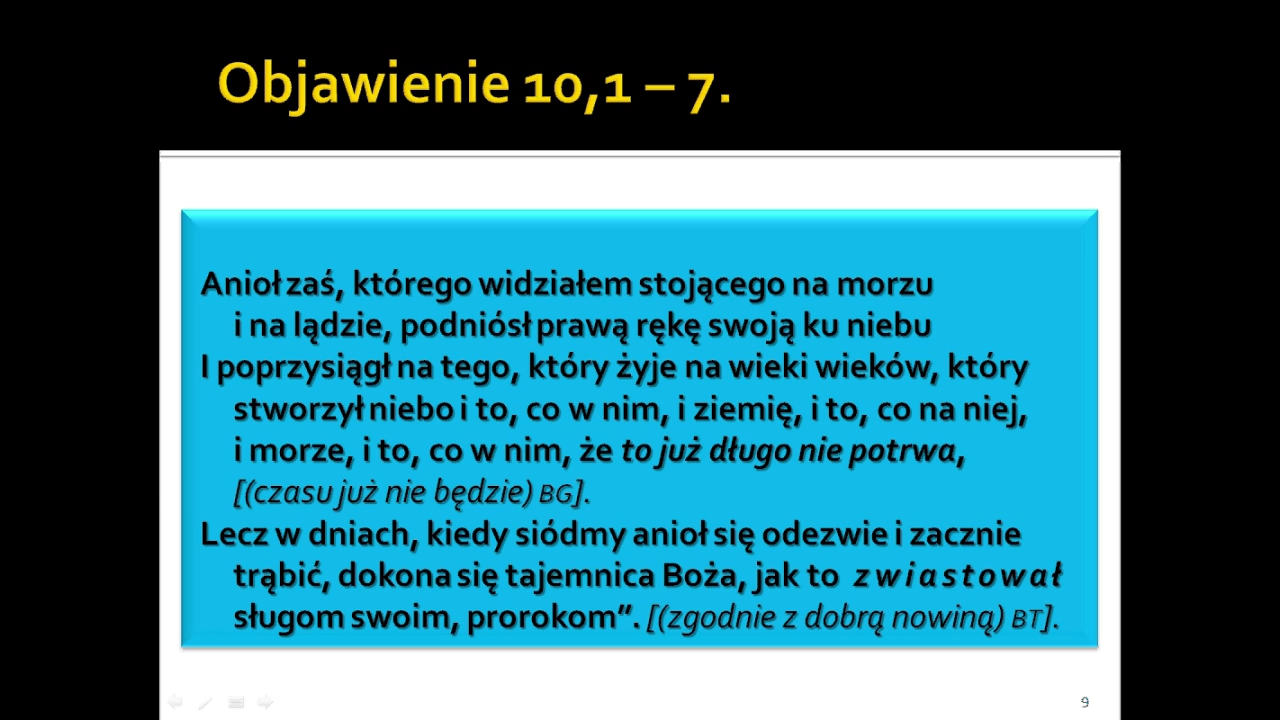 Objawienie 10,1 – 7.
Anioł zaś, którego widziałem stojącego na morzu
i na lądzie, podniósł prawą rękę swoją ku niebu
I poprzysiągł na tego, który żyje na wieki wieków, który
stworzył niebo i to, co w nim, i ziemię, i to, co na niej,
i morze, i to, co w nim, że to już długo nie potrwa,
[(czasu już nie będzie) BG].
Lecz w dniach, kiedy siódmy anioł się odezwie i zacznie
trąbić, dokona się tajemnica Boża, jak to z w i a s t o w a ł
sługom swoim, prorokom”. [(zgodnie z dobrą nowiną) BT].
9